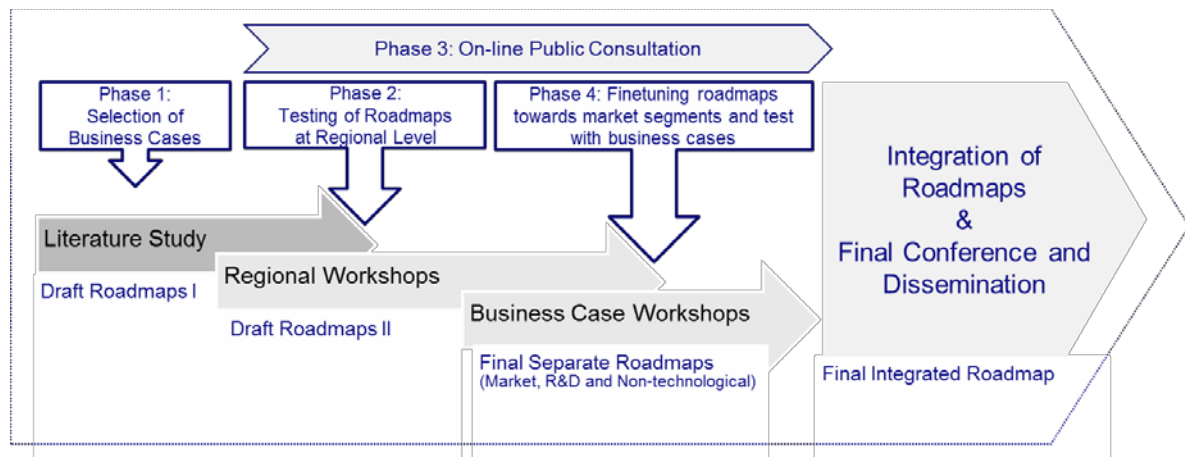 Phase 3: On-line Public Consultation
Phase 1:
Selection of
Business Cases
Phase 2:
Testing of Roadmaps
at Regional Level
Phase 4: Finetuning roadmaps
towards market segments and test
with business cases
Integration of
Roadmaps
&
Final Conference and
Dissemination
Literature Study
Draft Roadmaps I
Regional Workshops
Draft Roadmaps II
Business Case Workshops
Final Separate Roadmaps
(Market, R&D and Non-technological)
Final Integrated Roadmap